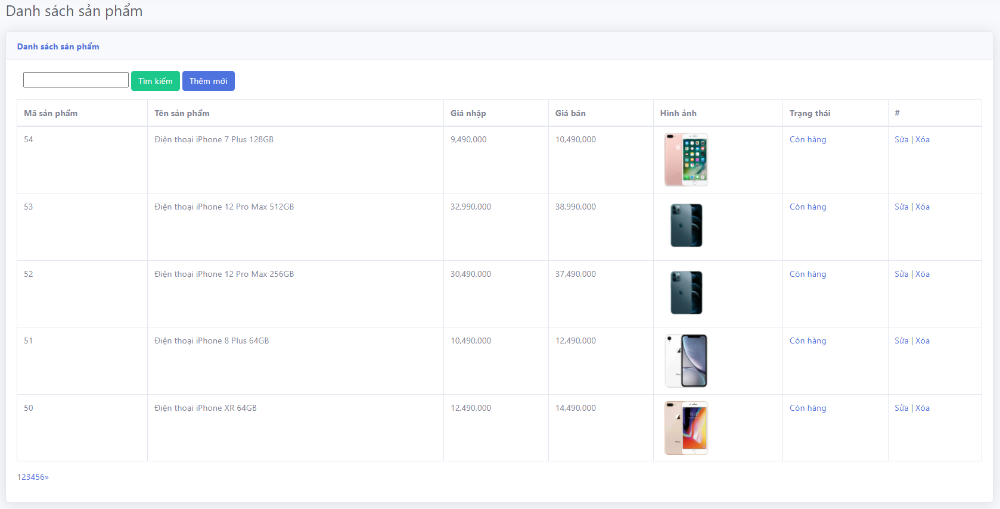 Danh sách sản phẩm
Danh sách sản phẩm
Tìm kiếm Thêm mới
Mã sản phẩm Tên sản phẩm Giá nhập Giá bán Hình ảnh Trạng thái #
54 Điện thoại iPhone 7 Plus 128GB 9,490,000 10,490,000 Còn hàng Sửa | Xóa
53 Điện thoại iPhone 12 Pro Max 512GB 32,990,000 38,990,000 Còn hàng Sửa | Xóa
52 Điện thoại iPhone 12 Pro Max 256GB 30,490,000 37,490,000 Còn hàng Sửa | Xóa
51 Điện thoại iPhone 8 Plus 64GB 10,490,000 12,490,000 Còn hàng Sửa | Xóa
50 Điện thoại iPhone XR 64GB 12,490,000 14,490,000 Còn hàng Sửa | Xóa
123456»